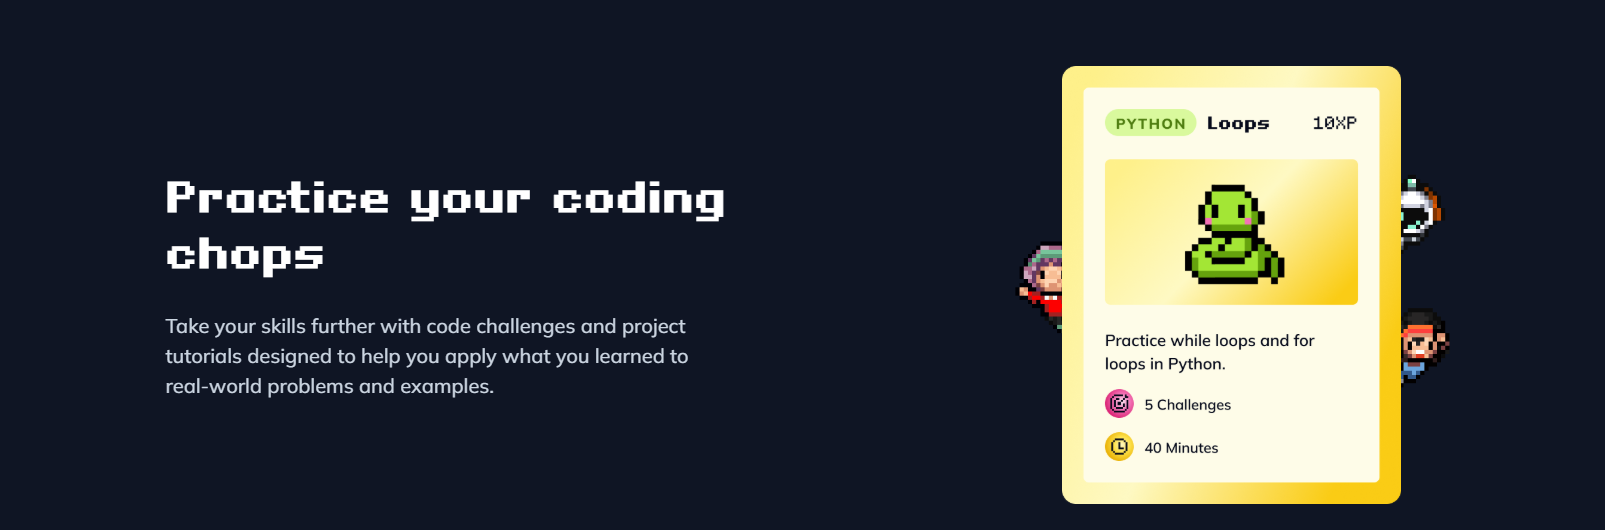 Practice your coding
chops
Take your skills further with code challenges and project
tutorials designed to help you apply what you learned to
real-world problems and examples.
PYTHON Loops 10XP
Practice while loops and for
loops in Python.
5 Challenges
40 Minutes